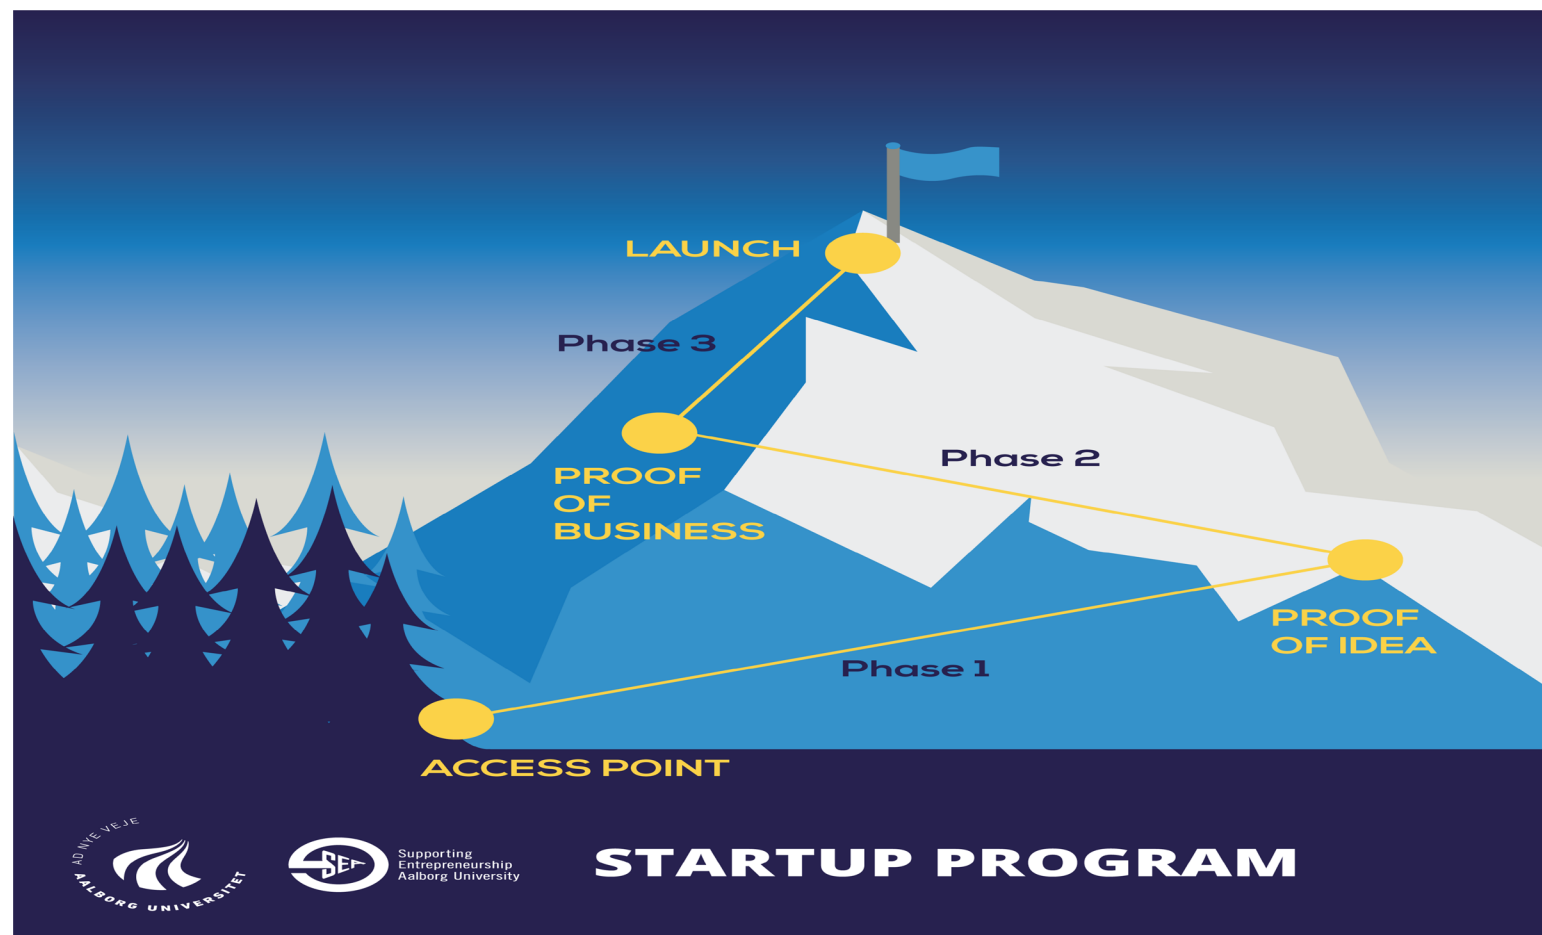 LAUNCH
Phase 3
Phase 2
PROOF
OF
BUSINESS
PROOF
OF IDEA
Phase 1
ACCESS POINT
AD NYE VEJE
AALBORG UNIVERSITET
SEA
Supporting
Entrepreneurship
Aalborg University
STARTUP PROGRAM